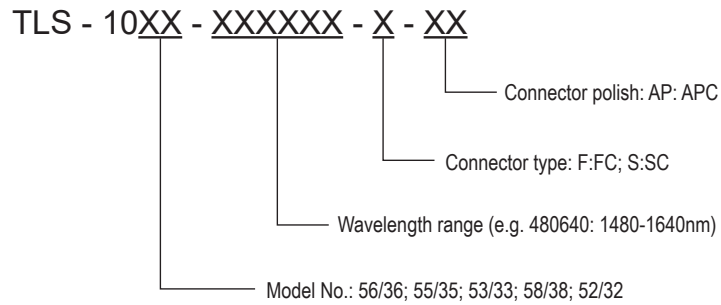 TLS - 10XX - XXXXXX - X - XX
Connector polish: AP: APC
Connector type: F:FC; S:SC
Wavelength range (e.g. 480640: 1480-1640nm)
Model No.: 56/36; 55/35; 53/33; 58/38; 52/32